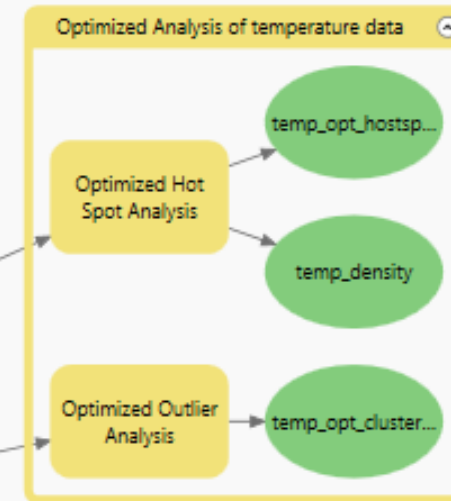 Optimized Analysis of temperature data
temp_opt_hostsp...
Optimized Hot
Spot Analysis
temp_density
Optimized Outlier
Analysis
temp_opt_cluster...